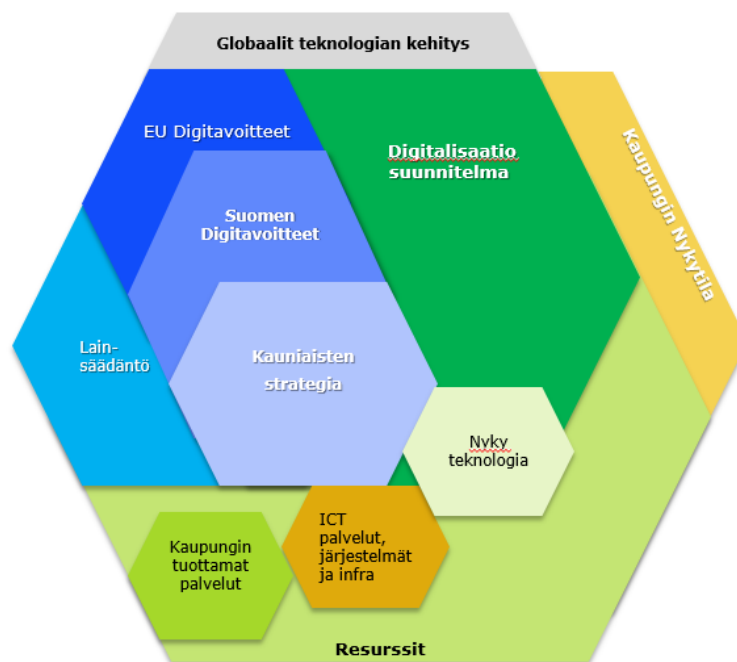 Globaalit teknologian kehitys
EU Digitavoitteet
Digitalisaatio
suunnitelma
Kaupungin Nykytila
Suomen
Digitavoitteet
Lain-
säädäntö
Kauniaisten
strategia
Nyky
teknologia
ICT
palvelut,
järjestelmät
ja infra
Kaupungin
tuottamat
palvelut
Resurssit